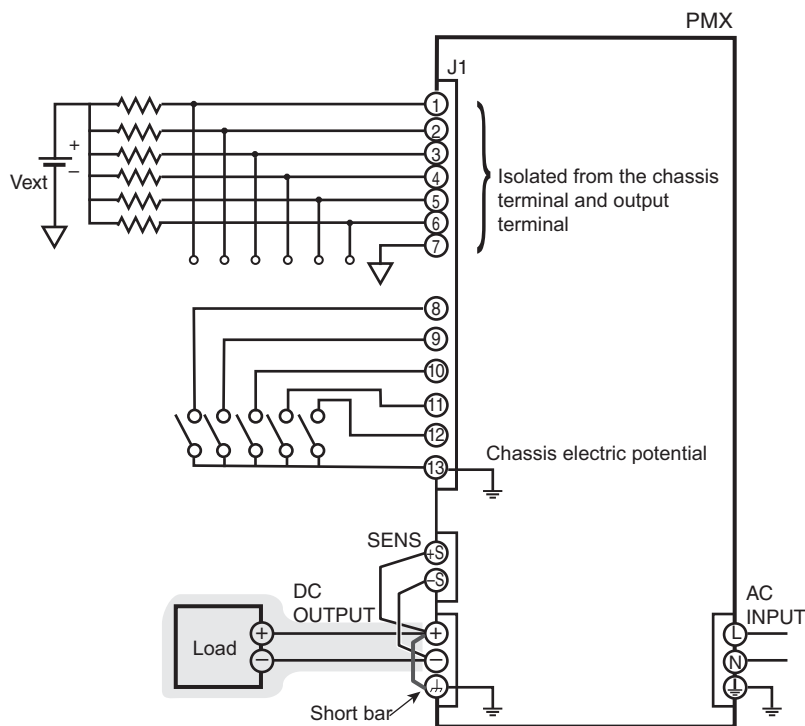 PMX
J1
1
2
3
4
5
6
7
+
−
Vext
Isolated from the chassis
terminal and output
terminal
8
9
10
11
12
13
Chassis electric potential
SENS
+S
−S
DC
OUTPUT
Load
+
−
+
−
Short bar
AC
INPUT
L
N